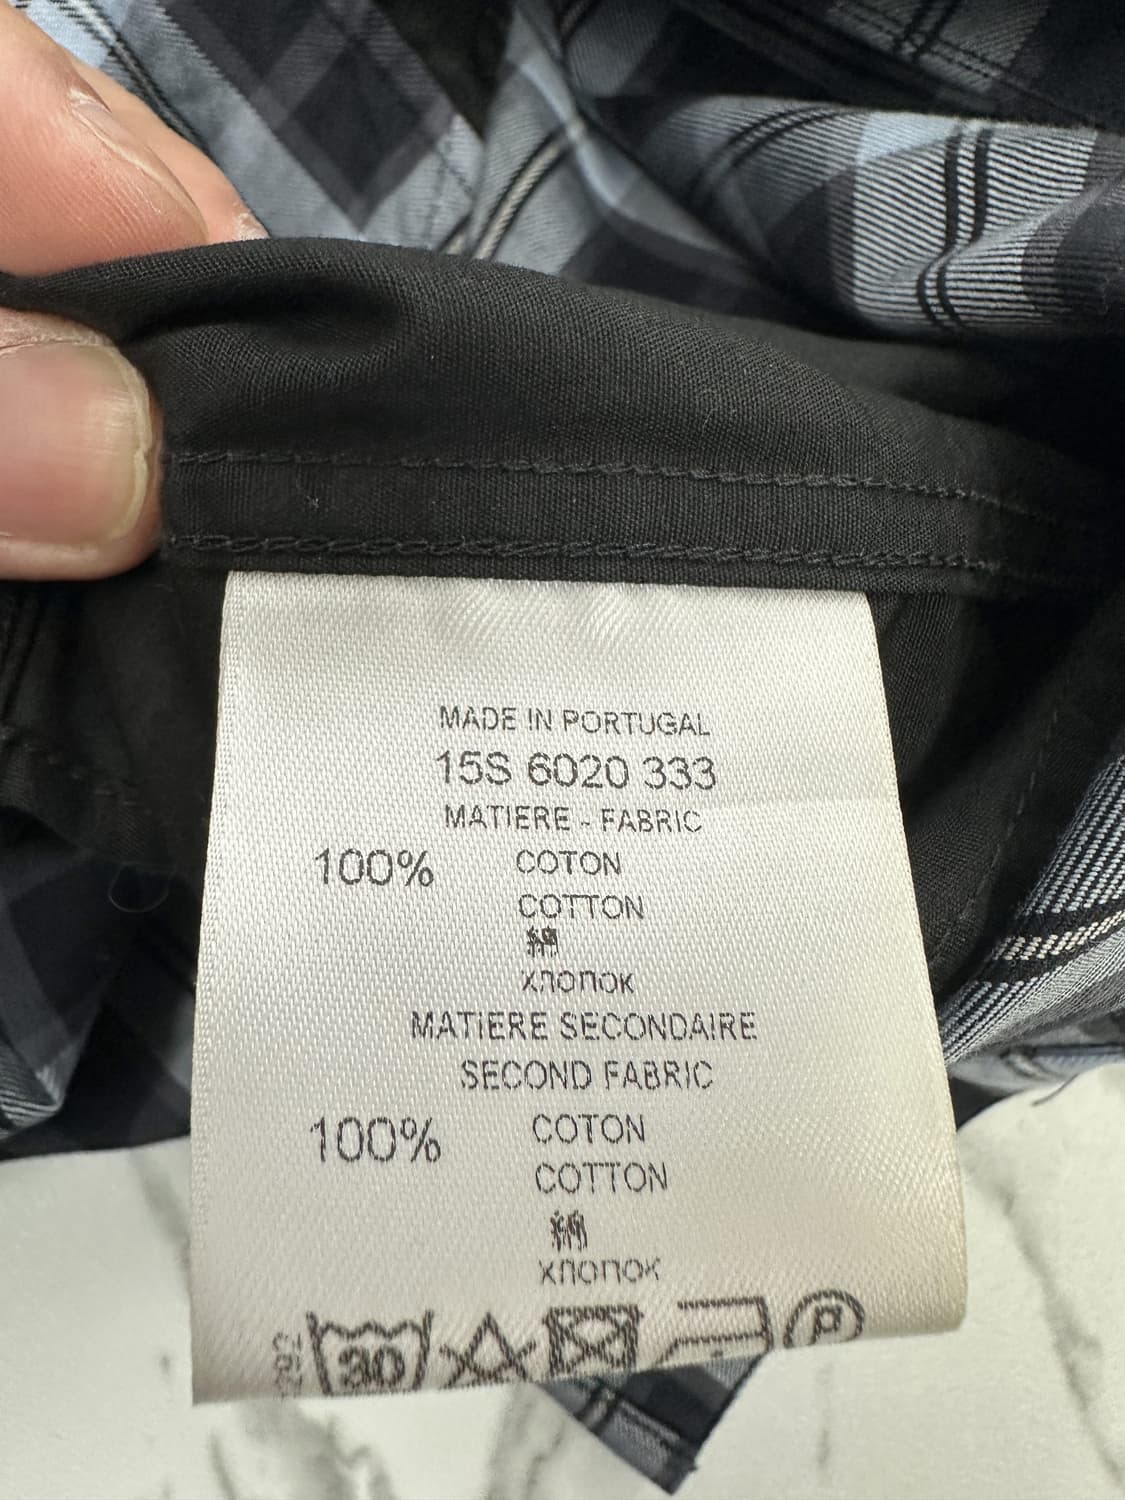 MADE IN PORTUGAL
15S 6020 333
MATIERE - FABRIC
100% COTON
COTTON
綿
хлопок
MATIERE SECONDAIRE
SECOND FABRIC
100% COTON
COTTON
綿
хлопок
30 P